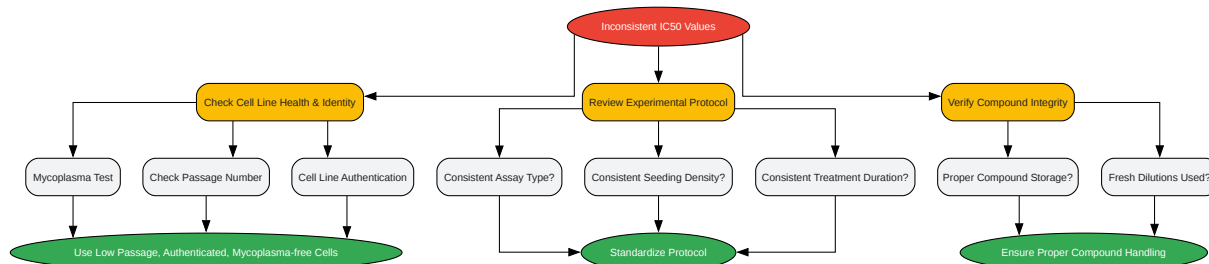 Inconsistent IC50 Values
Check Cell Line Health & Identity
Review Experimental Protocol
Verify Compound Integrity
Mycoplasma Test
Check Passage Number
Cell Line Authentication
Consistent Assay Type?
Consistent Seeding Density?
Consistent Treatment Duration?
Proper Compound Storage?
Fresh Dilutions Used?
Use Low Passage, Authenticated, Mycoplasma-free Cells
Standardize Protocol
Ensure Proper Compound Handling